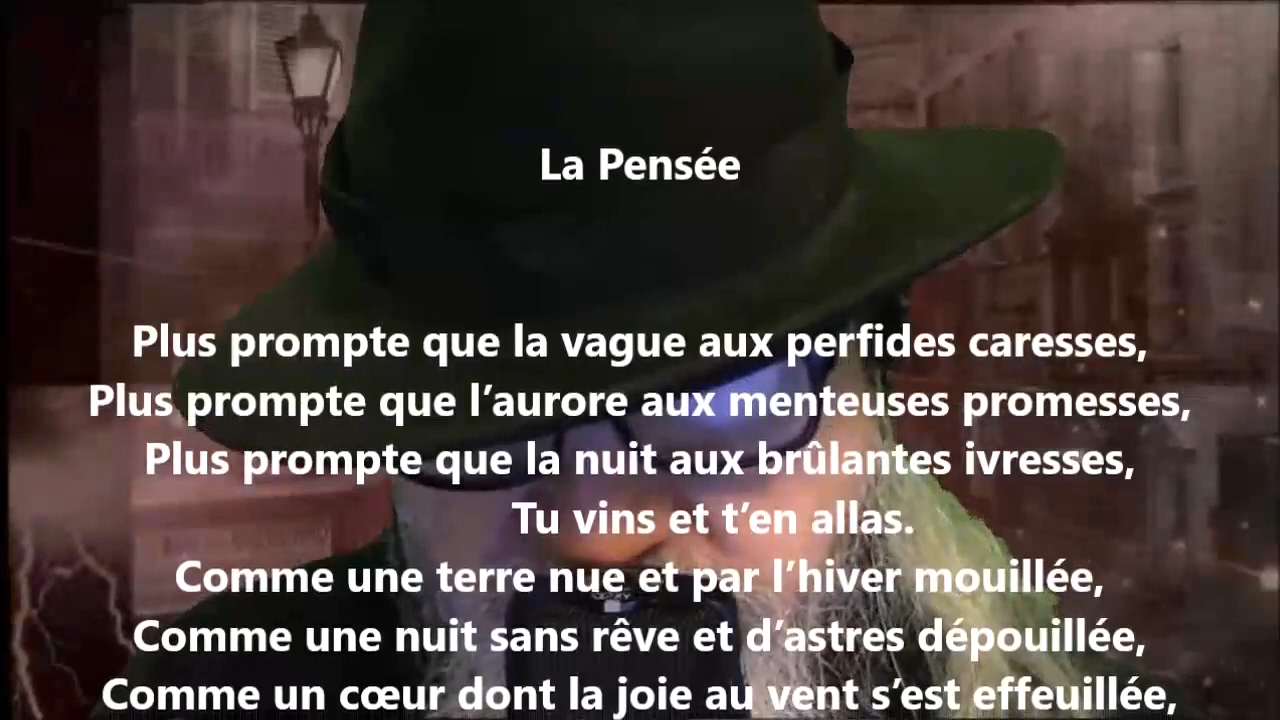 La Pensée
Plus prompte que la vague aux perfides caresses,
Plus prompte que l’aurore aux menteuses promesses,
Plus prompte que la nuit aux brûlantes ivresses,
Tu vins et t’en allas.
Comme une terre nue et par l’hiver mouillée,
Comme une nuit sans rêve et d’astres dépouillée,
Comme un cœur dont la joie au vent s’est effeuillée,